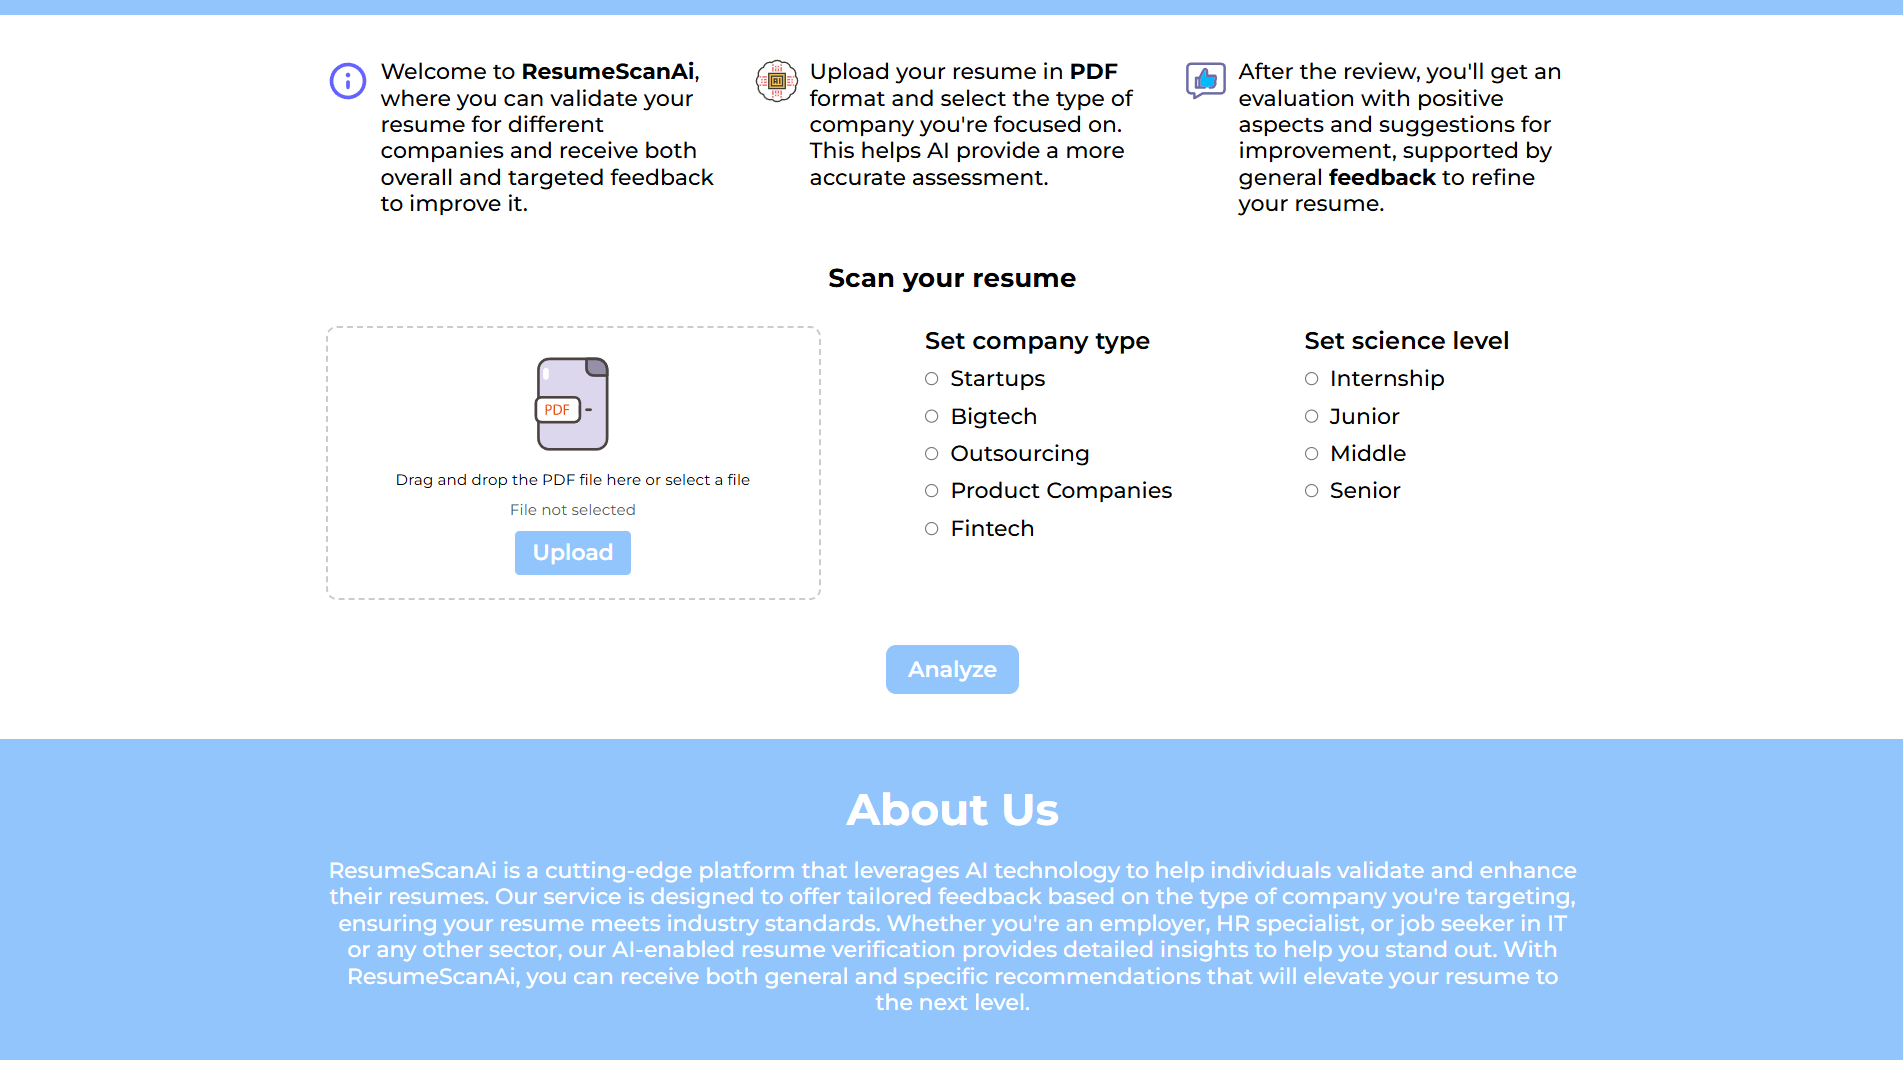 Welcome to ResumeScanAi,
where you can validate your
resume for different
companies and receive both
overall and targeted feedback
to improve it.
AI
Upload your resume in PDF
format and select the type of
company you're focused on.
This helps AI provide a more
accurate assessment.
After the review, you'll get an
evaluation with positive
aspects and suggestions for
improvement, supported by
general feedback to refine
your resume.
Scan your resume
PDF
Drag and drop the PDF file here or select a file
File not selected
Upload
Set company type
Startups
Bigtech
Outsourcing
Product Companies
Fintech
Set science level
Internship
Junior
Middle
Senior
Analyze
About Us
ResumeScanAi is a cutting-edge platform that leverages AI technology to help individuals validate and enhance
their resumes. Our service is designed to offer tailored feedback based on the type of company you're targeting,
ensuring your resume meets industry standards. Whether you're an employer, HR specialist, or job seeker in IT
or any other sector, our AI-enabled resume verification provides detailed insights to help you stand out. With
ResumeScanAi, you can receive both general and specific recommendations that will elevate your resume to
the next level.